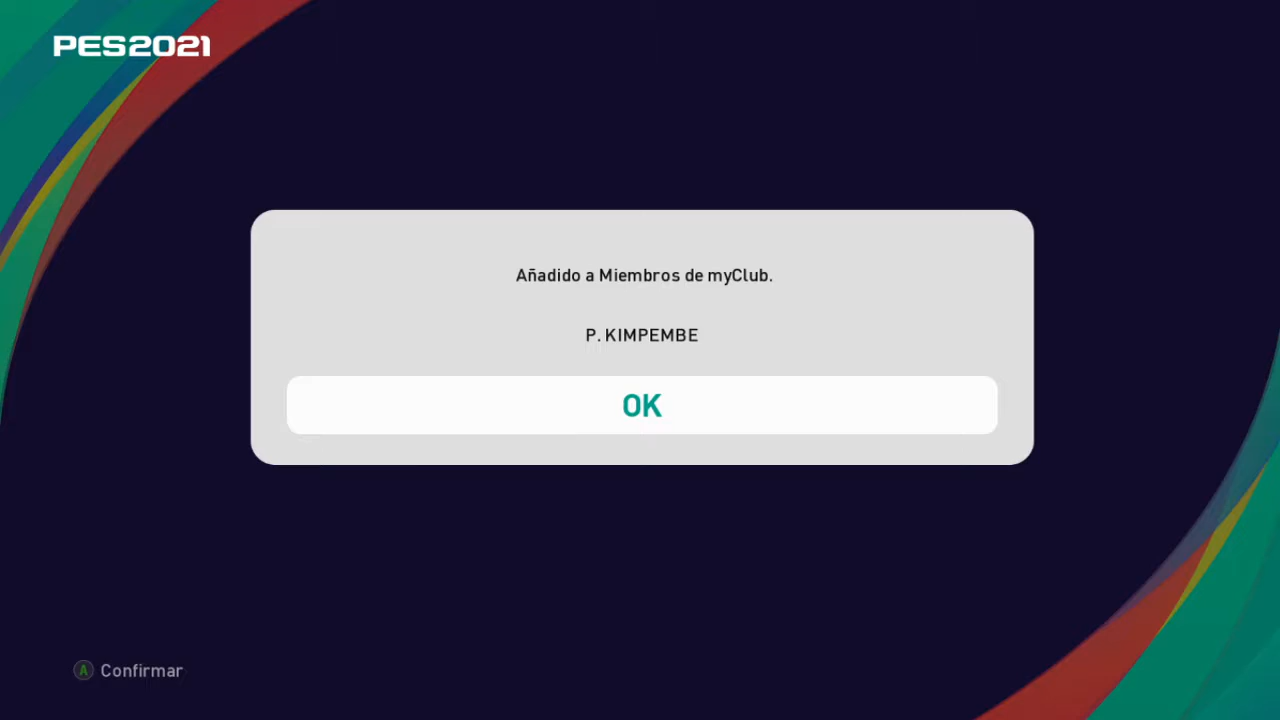 PES2021
Añadido a Miembros de myClub.
P. KIMPEMBE
OK
A Confirmar